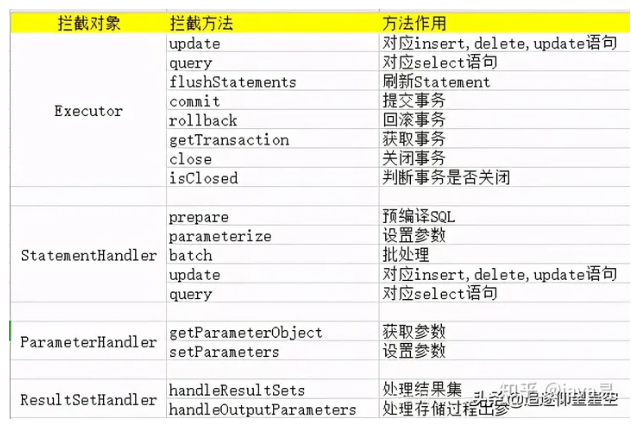 拦截对象 拦截方法 方法作用
update 对应insert,delete,update语句
query 对应select语句
flushStatements 刷新Statement
commit 提交事务
Executor rollback 回滚事务
getTransaction 获取事务
close 关闭事务
isClosed 判断事务是否关闭
prepare 预编译SQL
parameterize 设置参数
StatementHandler batch 批处理
update 对应insert,delete,update语句
query 对应select语句
ParameterHandler getParameterObject 获取参数
setParameters 设置参数
ResultSetHandler handleResultSets 处理结果集
handleOutputParameters 处理存储过程出参
知乎 @java寻
头条@追逐仰望星空